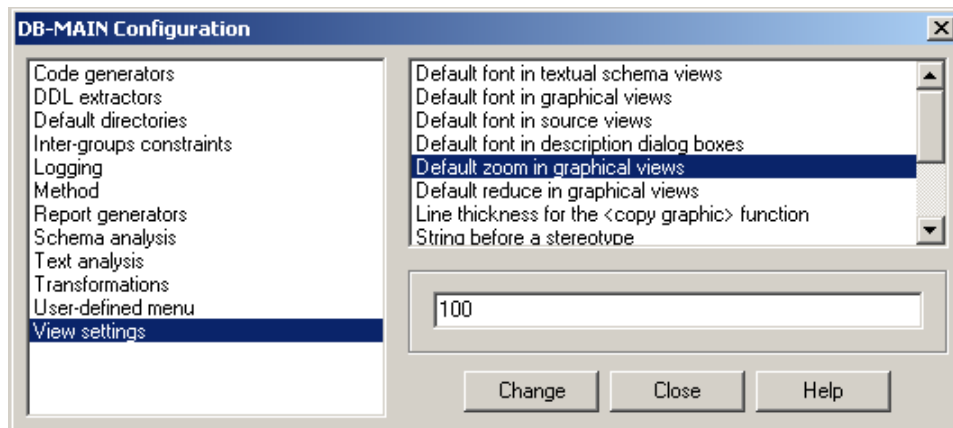 DB-MAIN Configuration
Code generators
DDL extractors
Default directories
Inter-groups constraints
Logging
Method
Report generators
Schema analysis
Text analysis
Transformations
User-defined menu
View settings
Default font in textual schema views
Default font in graphical views
Default font in source views
Default font in description dialog boxes
Default zoom in graphical views
Default reduce in graphical views
Line thickness for the <copy graphic> function
String before a stereotype
100
Change Close Help